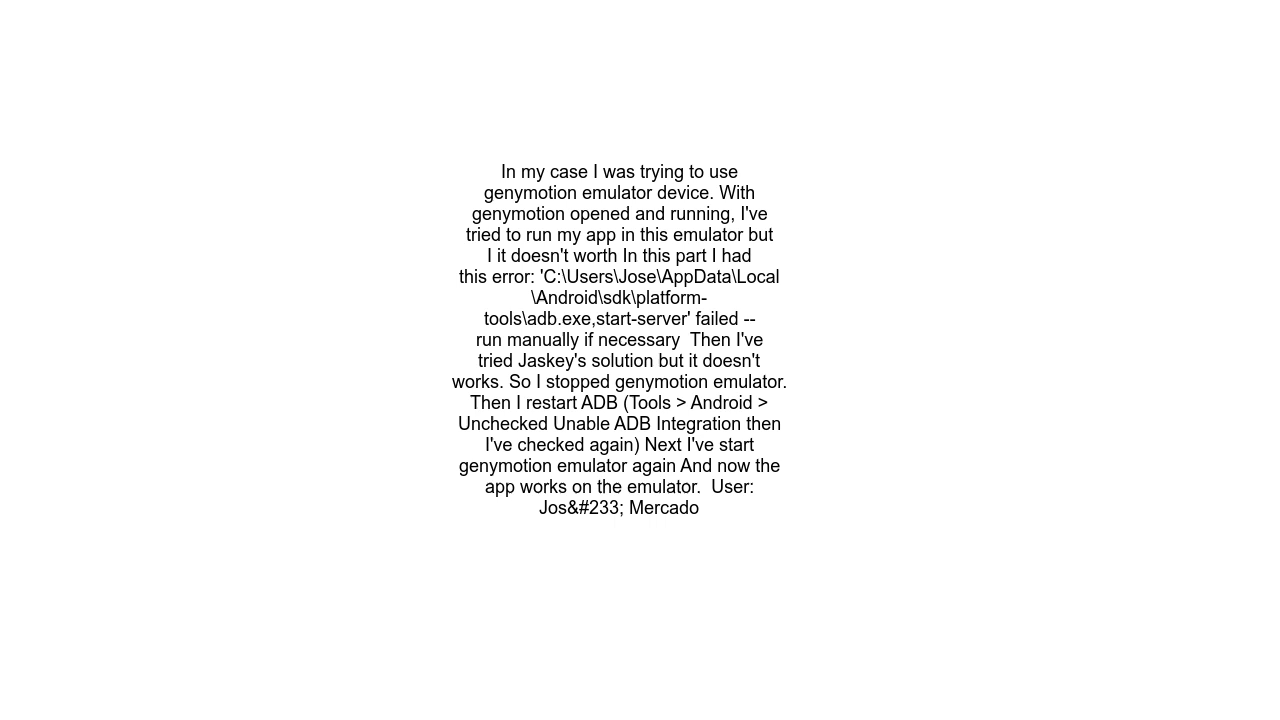 In my case I was trying to use
genymotion emulator device. With
genymotion opened and running, I've
tried to run my app in this emulator but
I it doesn't worth In this part I had
this error: 'C:\Users\Jose\AppData\Local
\Android\sdk\platform-
tools\adb.exe,start-server' failed --
run manually if necessary  Then I've
tried Jaskey's solution but it doesn't
works. So I stopped genymotion emulator.
Then I restart ADB (Tools > Android >
Unchecked Unable ADB Integration then
I've checked again) Next I've start
genymotion emulator again And now the
app works on the emulator.  User:
Jos&#233; Mercado